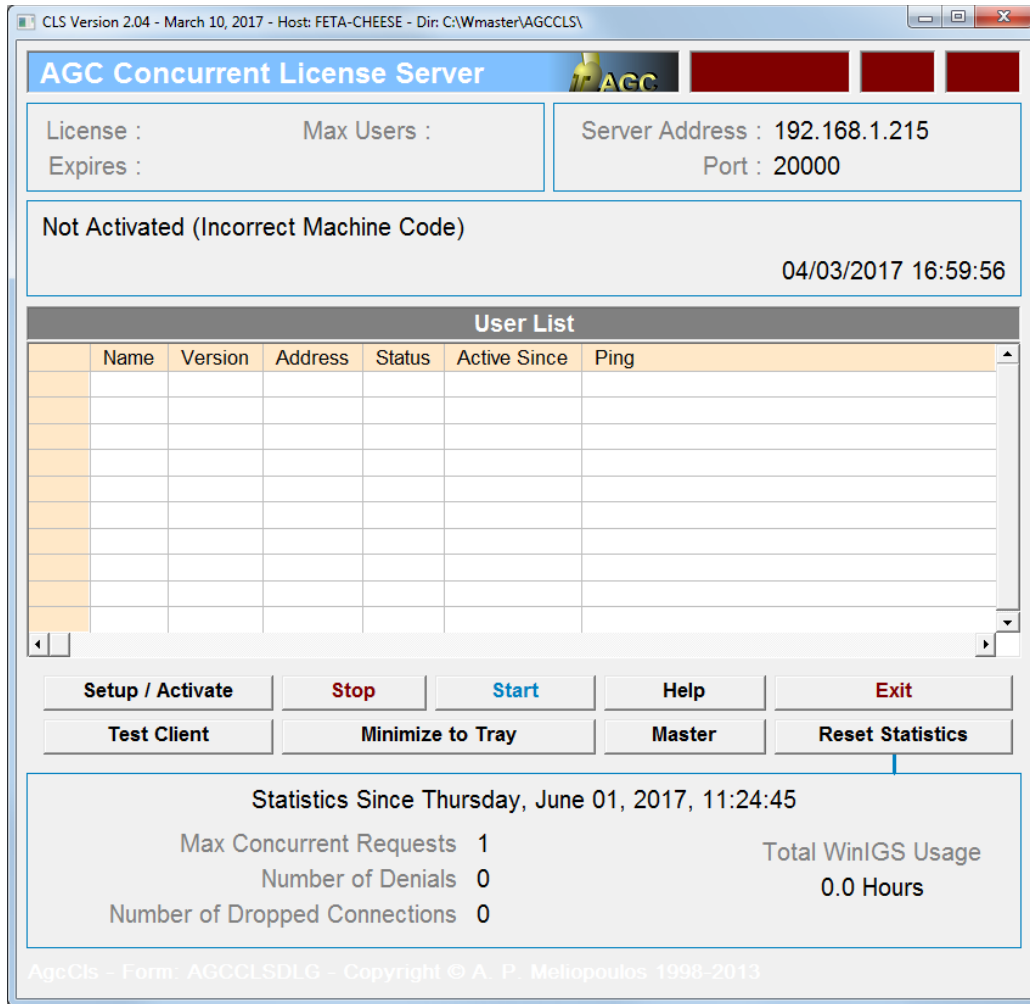 CLS Version 2.04 - March 10, 2017 - Host: FETA-CHEESE - Dir: C:\Wmaster\AGCCLS\
AGC Concurrent License Server AGC
License : Max Users :
Expires :
Server Address : 192.168.1.215
Port : 20000
Not Activated (Incorrect Machine Code)
04/03/2017 16:59:56
User List
Name Version Address Status Active Since Ping
Setup / Activate Stop Start Help Exit
Test Client Minimize to Tray Master Reset Statistics
Statistics Since Thursday, June 01, 2017, 11:24:45
Max Concurrent Requests 1
Number of Denials 0
Number of Dropped Connections 0
Total WinIGS Usage
0.0 Hours
AgcCls - Form: AGCCLSDLG - Copyright © A. P. Meliopoulos 1998-2013